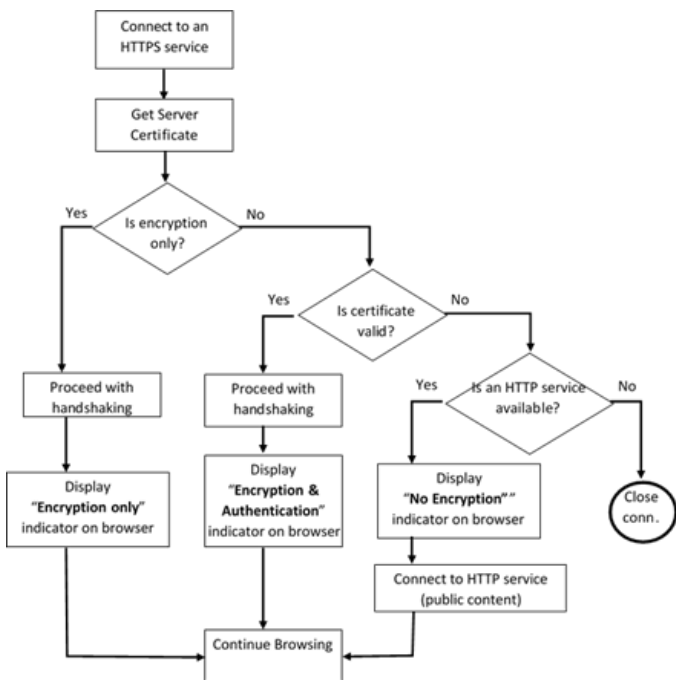 Connect to an
HTTPS service
Get Server
Certificate
Yes
Is encryption
only?
No
Yes
Is certificate
valid?
No
Proceed with
handshaking
Proceed with
handshaking
Yes
Is an HTTP service
available?
No
Display
“Encryption only”
indicator on browser
Display
“Encryption &
Authentication”
indicator on browser
Display
“No Encryption””
indicator on browser
Close
conn.
Connect to HTTP service
(public content)
Continue Browsing